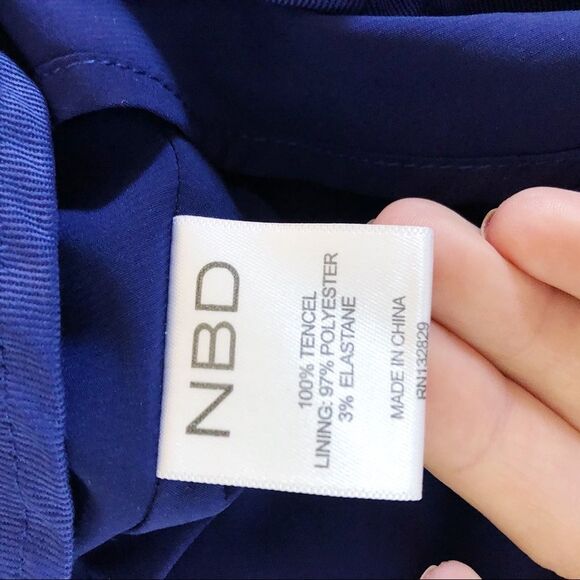 NBD
100% TENCEL
LINING: 97% POLYESTER
3% ELASTANE
MADE IN CHINA
RN132829